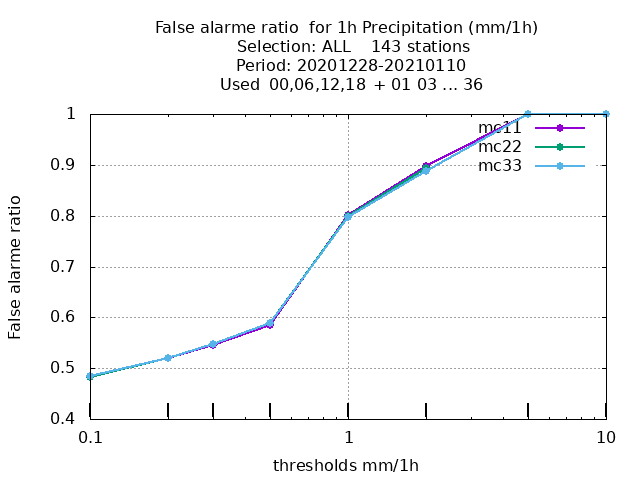 False alarme ratio  for 1h Precipitation (mm/1h)
Selection: ALL    143 stations
Period: 20201228-20210110
Used  00,06,12,18  + 01 03 ... 36
1
0.9
0.8
0.7
0.6
0.5
0.4
False alarme ratio
mc11
mc22
mc33
0.1
1
10
thresholds mm/1h